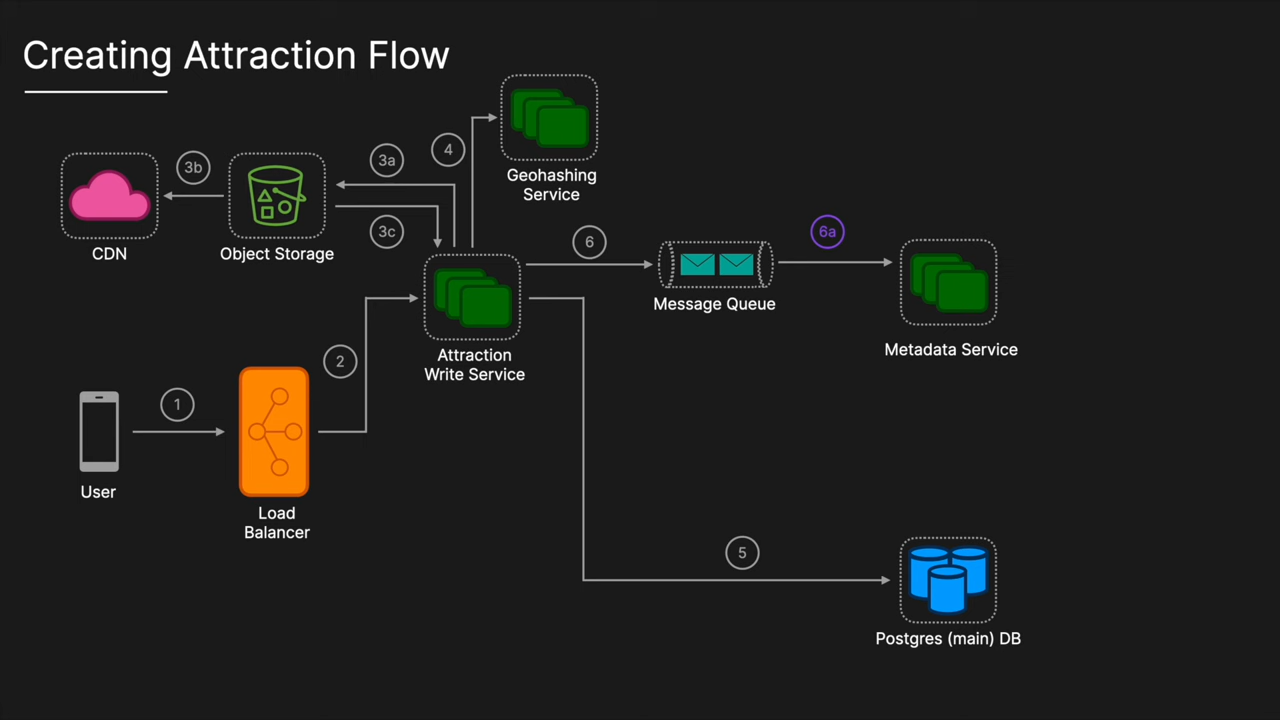 Creating Attraction Flow
4
Geohashing
Service
3b
3a
3c
CDN
Object Storage
6
6a
Message Queue
Metadata Service
2
Attraction
Write Service
1
User
Load
Balancer
5
Postgres (main) DB